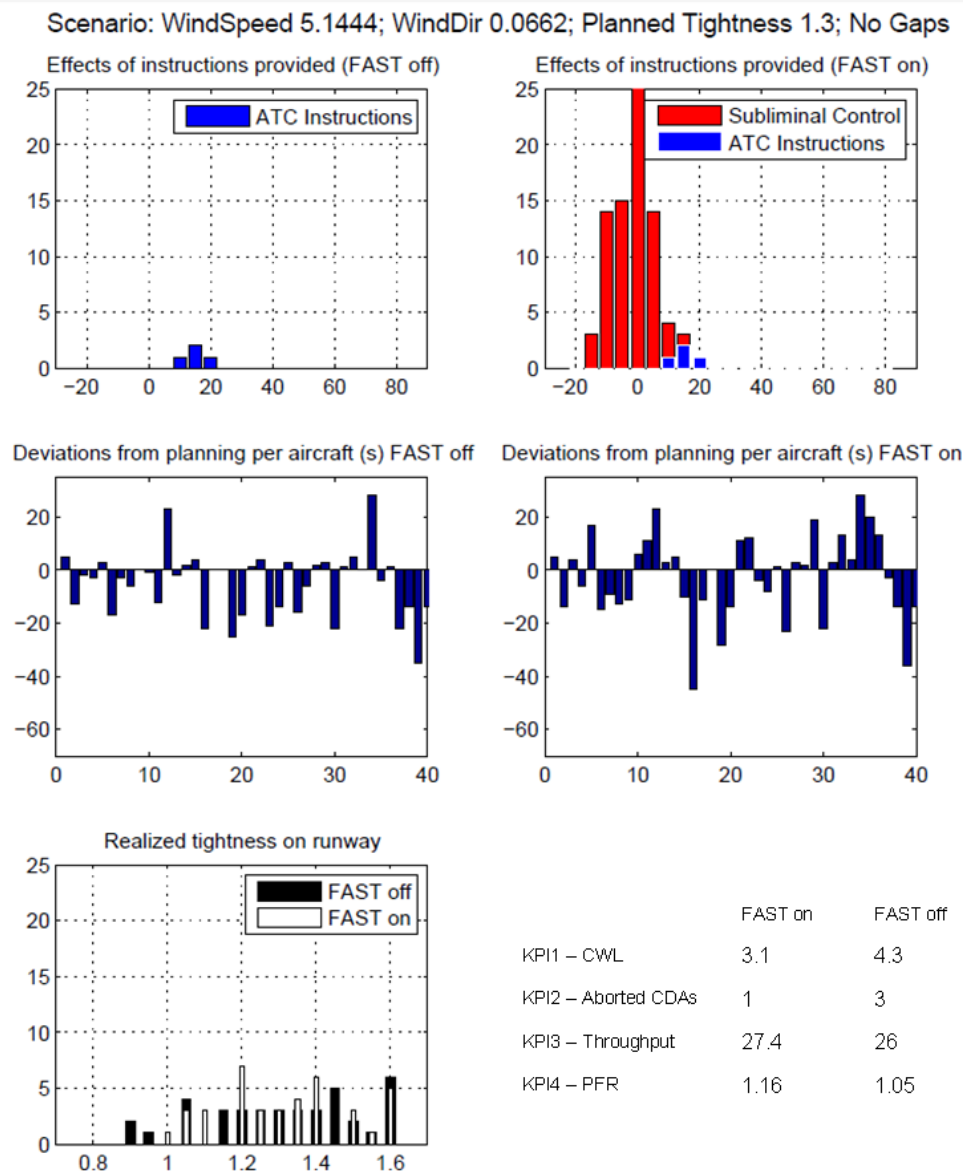 Scenario: WindSpeed 5.1444; WindDir 0.0662; Planned Tightness 1.3; No Gaps
Effects of instructions provided (FAST off)
25
20
15
10
5
0
−20 0 20 40 60 80
ATC Instructions
Effects of instructions provided (FAST on)
25
20
15
10
5
0
−20 0 20 40 60 80
Subliminal Control
ATC Instructions
Deviations from planning per aircraft (s) FAST off
20
0
−20
−40
−60
0 10 20 30 40
Deviations from planning per aircraft (s) FAST on
20
0
−20
−40
−60
0 10 20 30 40
Realized tightness on runway
25
20
15
10
5
0
0.8 1 1.2 1.4 1.6
FAST off
FAST on
FAST on FAST off
KPI1 – CWL 3.1 4.3
KPI2 – Aborted CDAs 1 3
KPI3 – Throughput 27.4 26
KPI4 – PFR 1.16 1.05